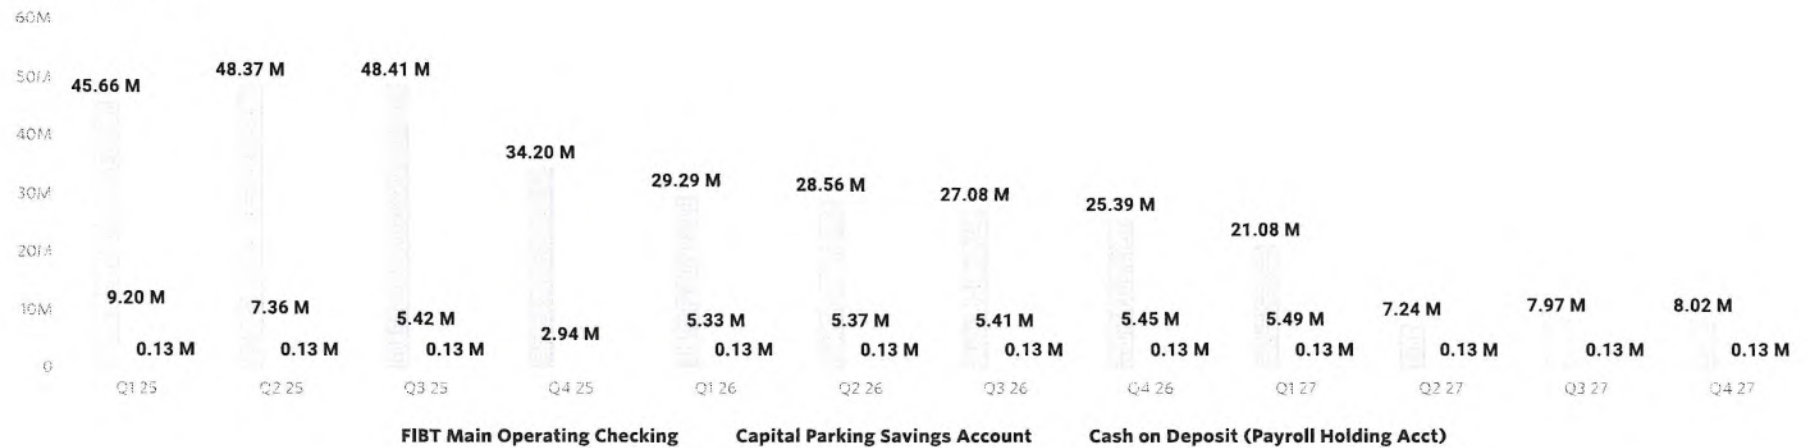 60M
50M
40M
30M
20M
10M
0
45.66 M
9.20 M
0.13 M
48.37 M
7.36 M
0.13 M
48.41 M
5.42 M
0.13 M
34.20 M
2.94 M
29.29 M
5.33 M
0.13 M
28.56 M
5.37 M
0.13 M
27.08 M
5.41 M
0.13 M
25.39 M
5.45 M
0.13 M
21.08 M
5.49 M
0.13 M
7.24 M
0.13 M
7.97 M
0.13 M
8.02 M
0.13 M
Q1 25 Q2 25 Q3 25 Q4 25 Q1 26 Q2 26 Q3 26 Q4 26 Q1 27 Q2 27 Q3 27 Q4 27
FIBT Main Operating Checking Capital Parking Savings Account Cash on Deposit (Payroll Holding Acct)